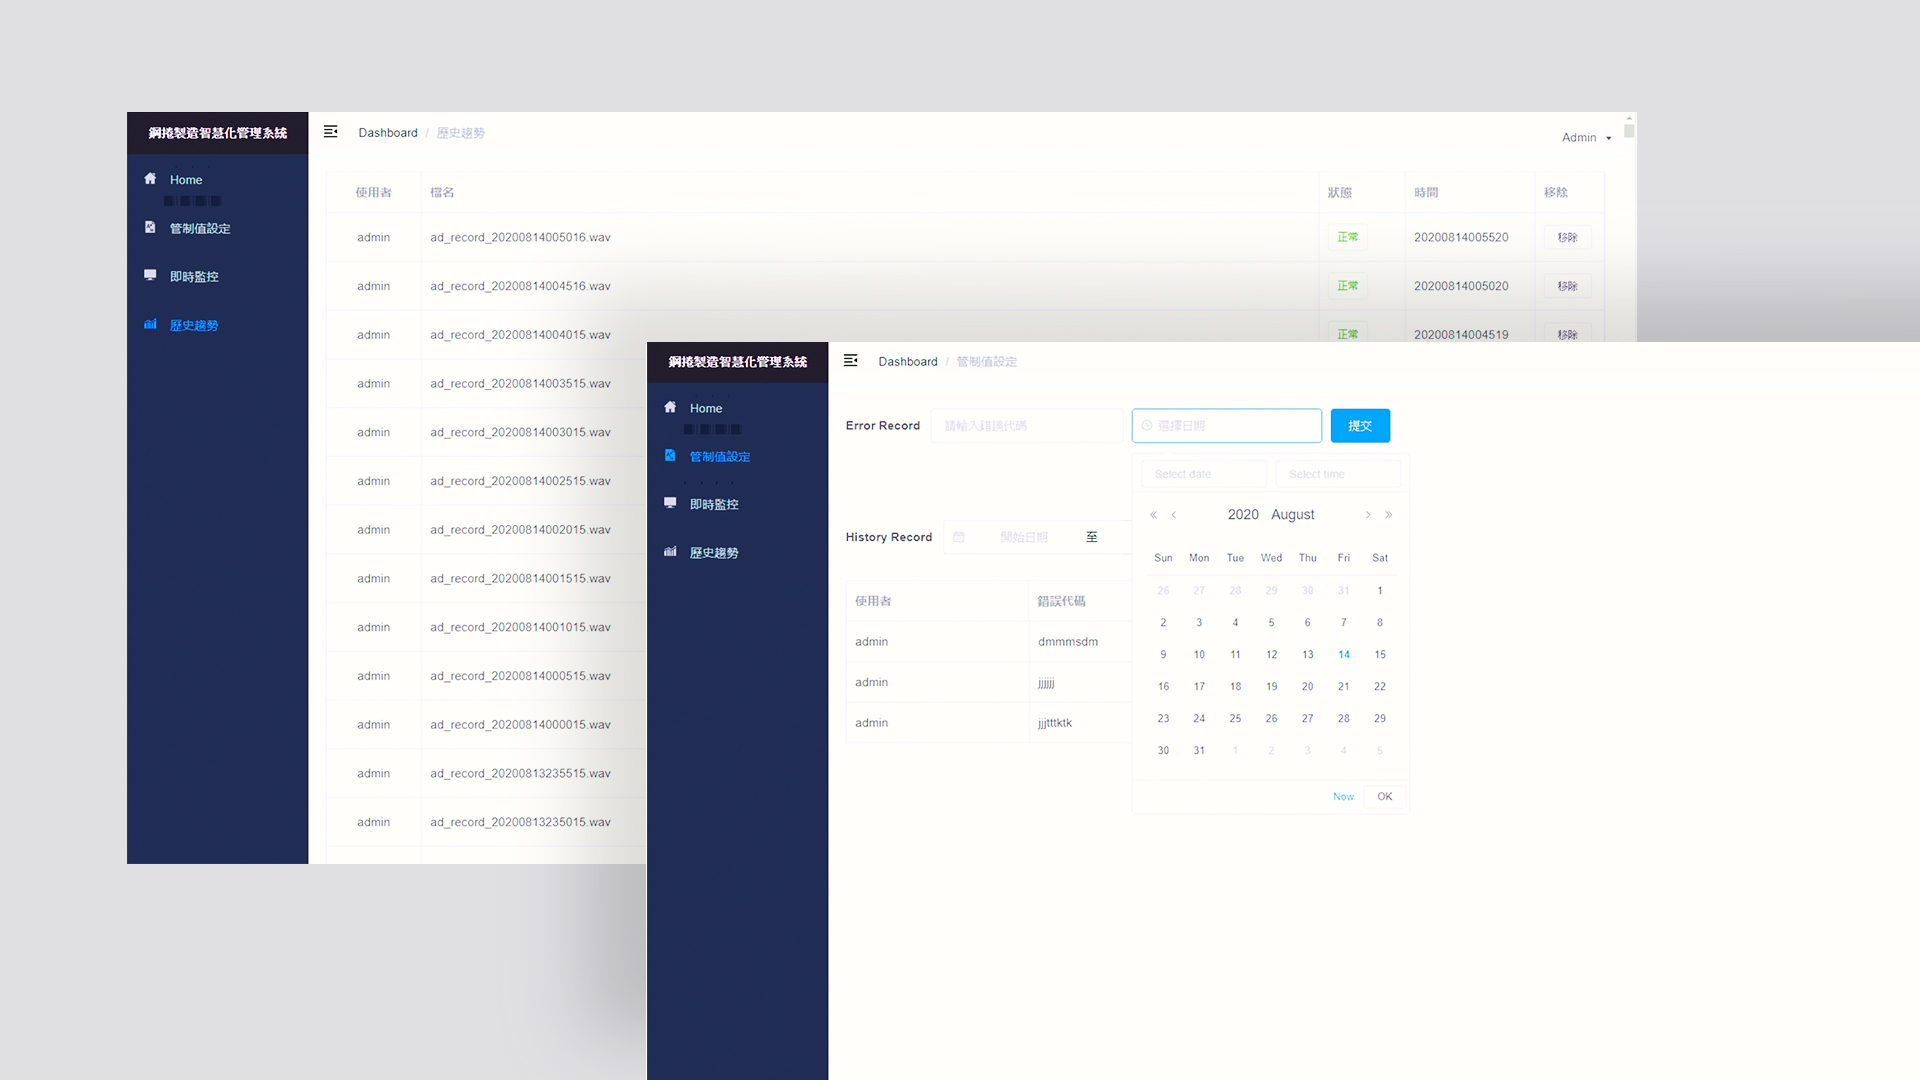 鋼捲製造智慧化管理系統
Dashboard / 歷史趨勢
Admin
Home
管制值設定
即時監控
歷史趨勢
使用者 檔名 狀態 時間 移除
admin ad_record_20200814005016.wav 正常 20200814005520 移除
admin ad_record_20200814004516.wav 正常 20200814005020 移除
admin ad_record_20200814004015.wav 正常 20200814004519 移除
admin ad_record_20200814003515.wav
admin ad_record_20200814003015.wav
admin ad_record_20200814002515.wav
admin ad_record_20200814002015.wav
admin ad_record_20200814001515.wav
admin ad_record_20200814001015.wav
admin ad_record_20200814000515.wav
admin ad_record_20200814000015.wav
admin ad_record_20200813235515.wav
admin ad_record_20200813235015.wav
鋼捲製造智慧化管理系統
Dashboard / 管制值設定
Home
管制值設定
即時監控
歷史趨勢
Error Record 請輸入錯誤代碼 選擇日期 提交
Select date Select time
« ‹ 2020 August › »
Sun Mon Tue Wed Thu Fri Sat
26 27 28 29 30 31 1
2 3 4 5 6 7 8
9 10 11 12 13 14 15
16 17 18 19 20 21 22
23 24 25 26 27 28 29
30 31 1 2 3 4 5
Now OK
History Record 開始日期 至
使用者 錯誤代碼
admin dmmmsdm
admin jjjjjj
admin jjjtttktk